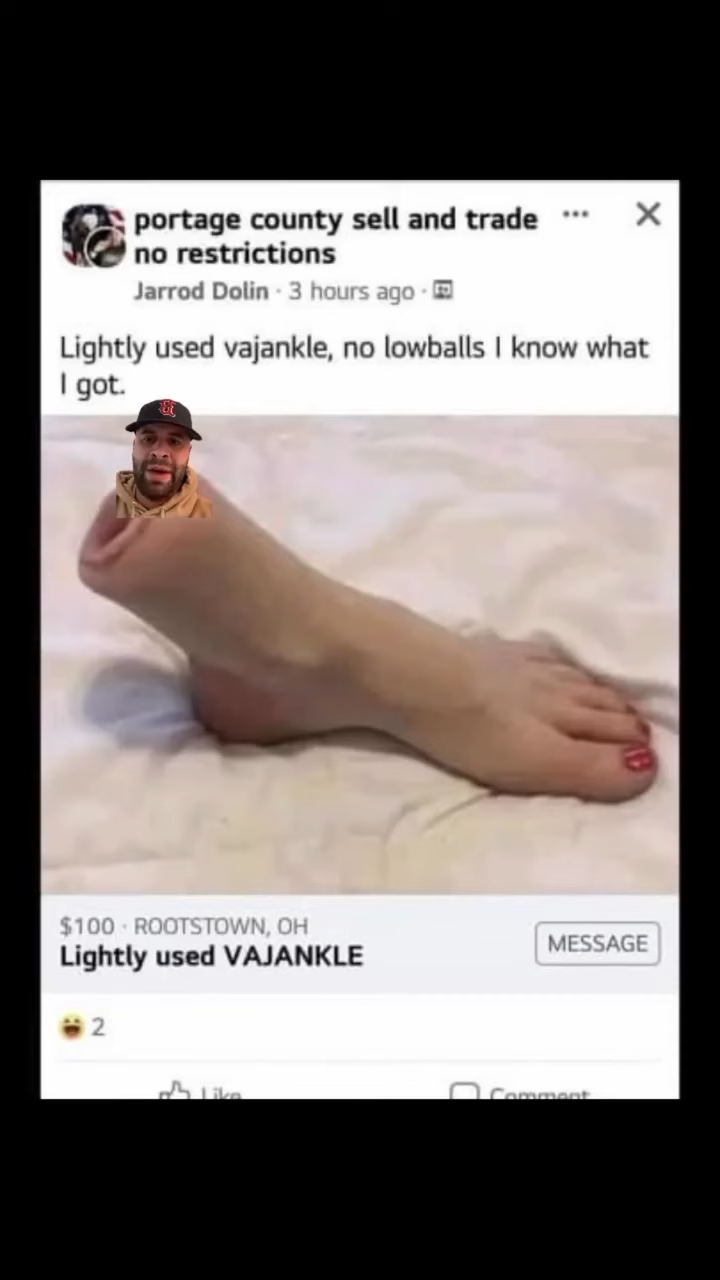 portage county sell and trade
no restrictions
Jarrod Dolin · 3 hours ago ·
Lightly used vajankle, no lowballs I know what
I got.
$100 · ROOTSTOWN, OH
Lightly used VAJANKLE
MESSAGE
2
Like
Comment